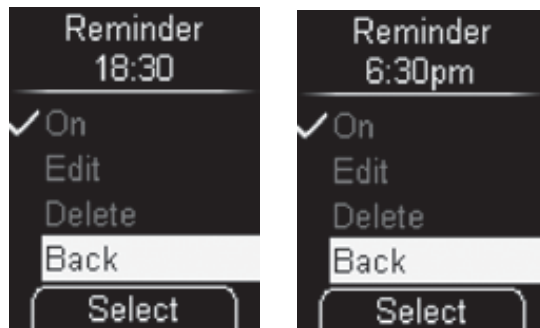 Reminder
18:30
On
Edit
Delete
Back
Select
Reminder
6:30pm
On
Edit
Delete
Back
Select